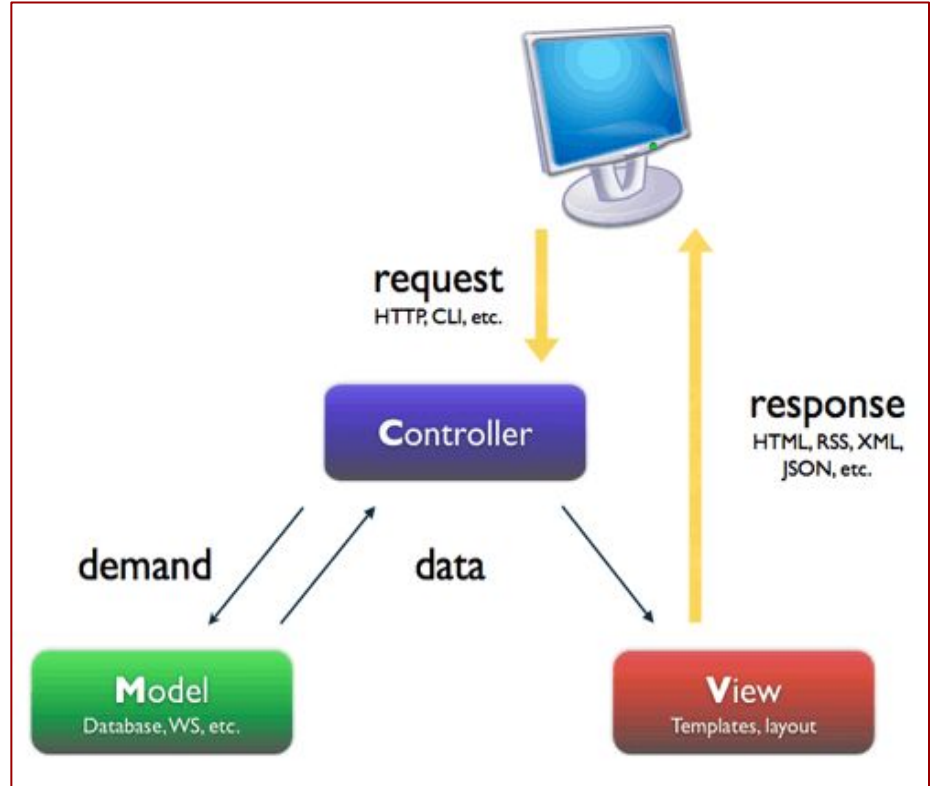 request
HTTP, CLI, etc.
Controller
response
HTML, RSS, XML,
JSON, etc.
demand
data
Model
Database, WS, etc.
View
Templates, layout